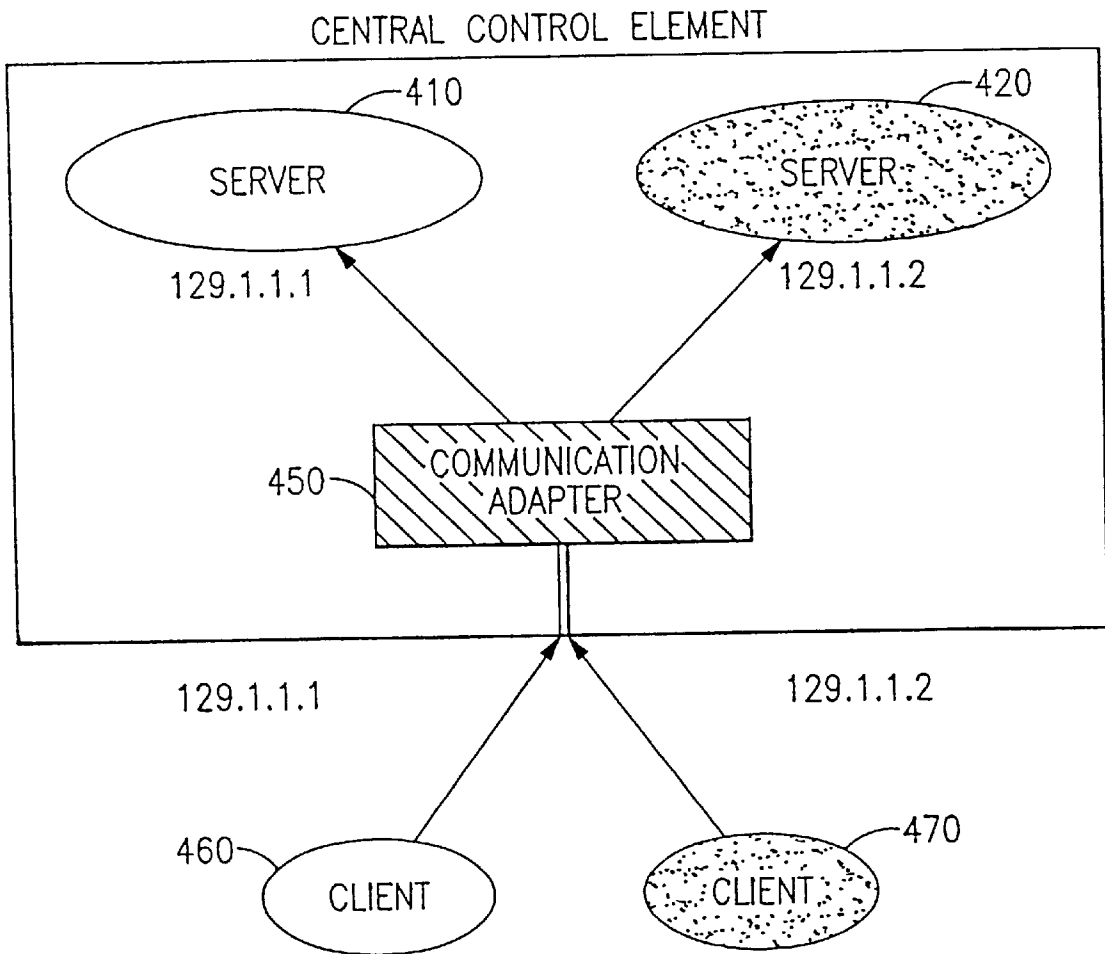 CENTRAL CONTROL ELEMENT
410
420
SERVER
SERVER
129.1.1.1
129.1.1.2
450
COMMUNICATION
ADAPTER
129.1.1.1
129.1.1.2
460
470
CLIENT
CLIENT